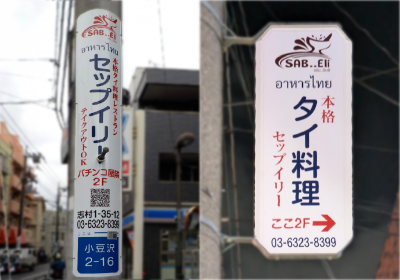 SAB..Eli
อาหารไทย
本格タイ料理レストラン
セップイリー
テイクアウトOK
パチンコ
2F
志村1-35-12
03-6323-8399
小豆沢
2-16
SAB..Eli
อาหารไทย
本格
タイ料理
セップイリー
ここ2F
03-6323-8399